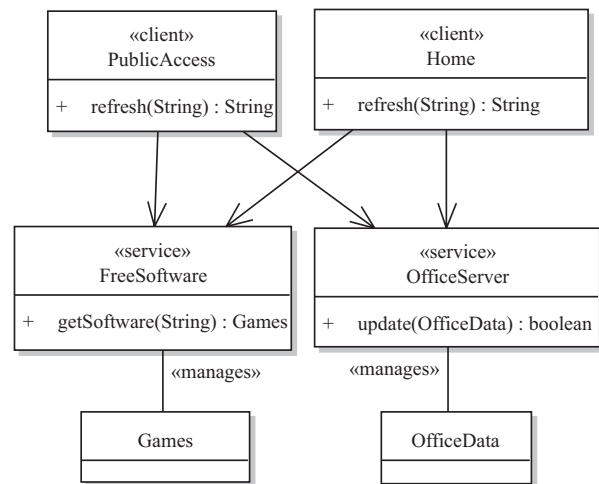 «client»
PublicAccess
+ refresh(String) : String
«client»
Home
+ refresh(String) : String
«service»
FreeSoftware
+ getSoftware(String) : Games
«service»
OfficeServer
+ update(OfficeData) : boolean
«manages»
«manages»
Games
OfficeData